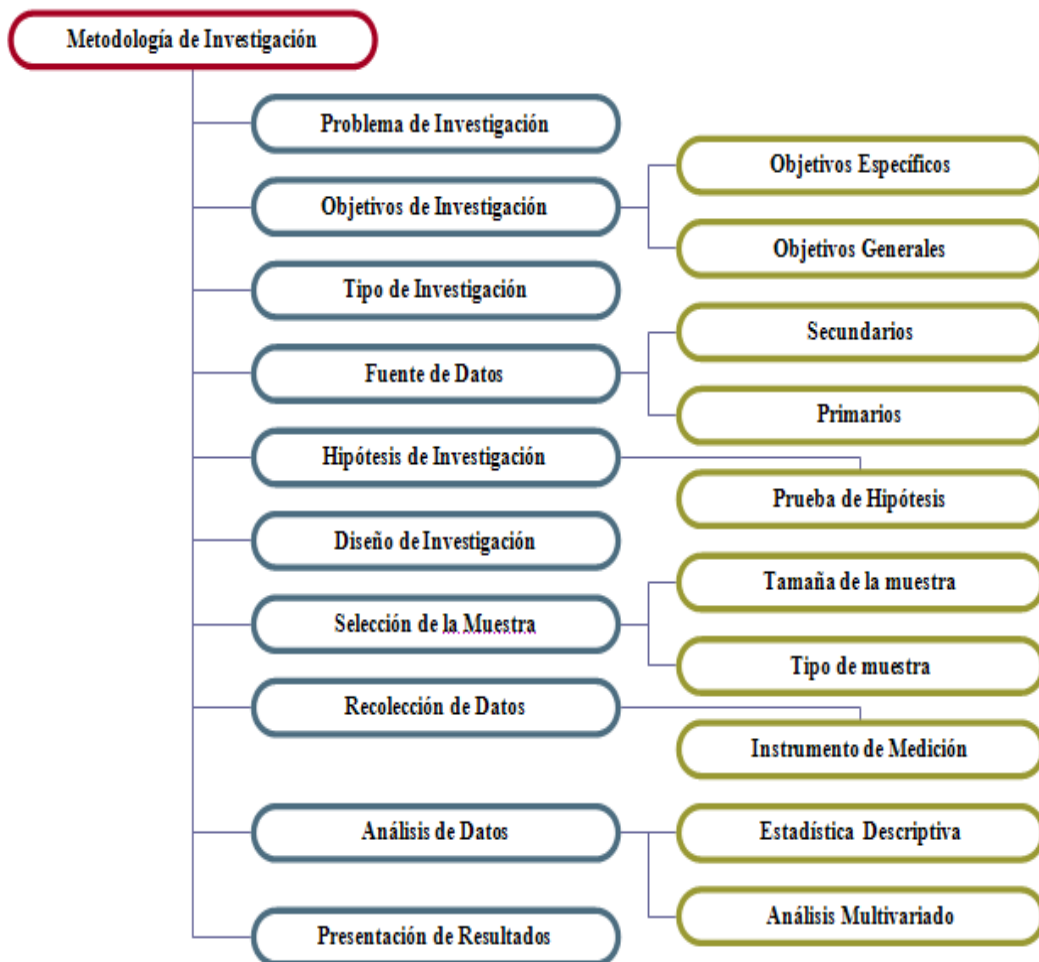 Metodología de Investigación
Problema de Investigación
Objetivos de Investigación
Objetivos Específicos
Objetivos Generales
Tipo de Investigación
Fuente de Datos
Secundarios
Primarios
Hipótesis de Investigación
Prueba de Hipótesis
Diseño de Investigación
Selección de la Muestra
Tamaña de la muestra
Tipo de muestra
Recolección de Datos
Instrumento de Medición
Análisis de Datos
Estadística Descriptiva
Análisis Multivariado
Presentación de Resultados